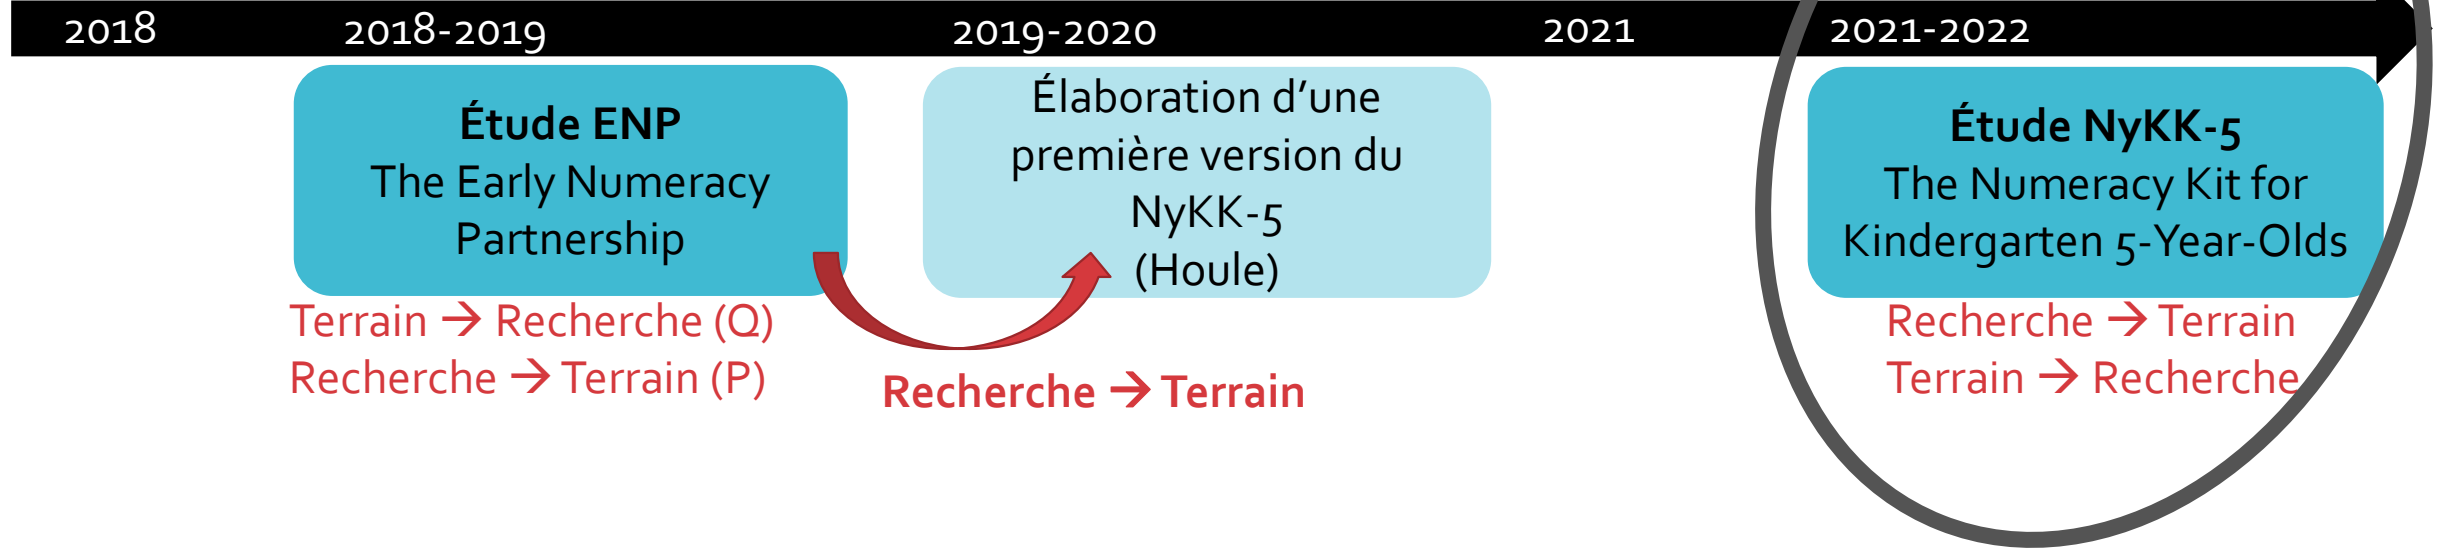 2018
2018-2019
2019-2020
2021
2021-2022
Étude ENP
The Early Numeracy
Partnership
Terrain → Recherche (Q)
Recherche → Terrain (P)
Élaboration d’une
première version du
NyKK-5
(Houle)
Recherche → Terrain
Étude NyKK-5
The Numeracy Kit for
Kindergarten 5-Year-Olds
Recherche → Terrain
Terrain → Recherche